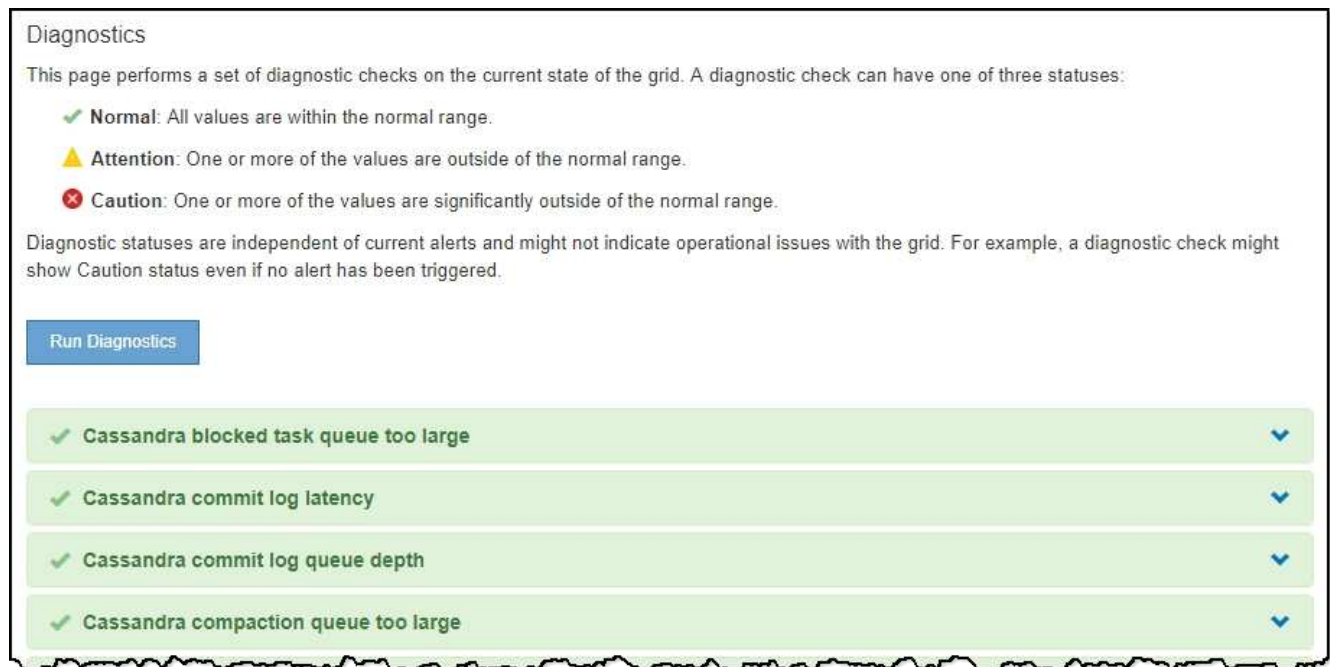 Diagnostics
This page performs a set of diagnostic checks on the current state of the grid. A diagnostic check can have one of three statuses:
Normal: All values are within the normal range.
Attention: One or more of the values are outside of the normal range.
Caution: One or more of the values are significantly outside of the normal range.
Diagnostic statuses are independent of current alerts and might not indicate operational issues with the grid. For example, a diagnostic check might
show Caution status even if no alert has been triggered.
Run Diagnostics
Cassandra blocked task queue too large
Cassandra commit log latency
Cassandra commit log queue depth
Cassandra compaction queue too large